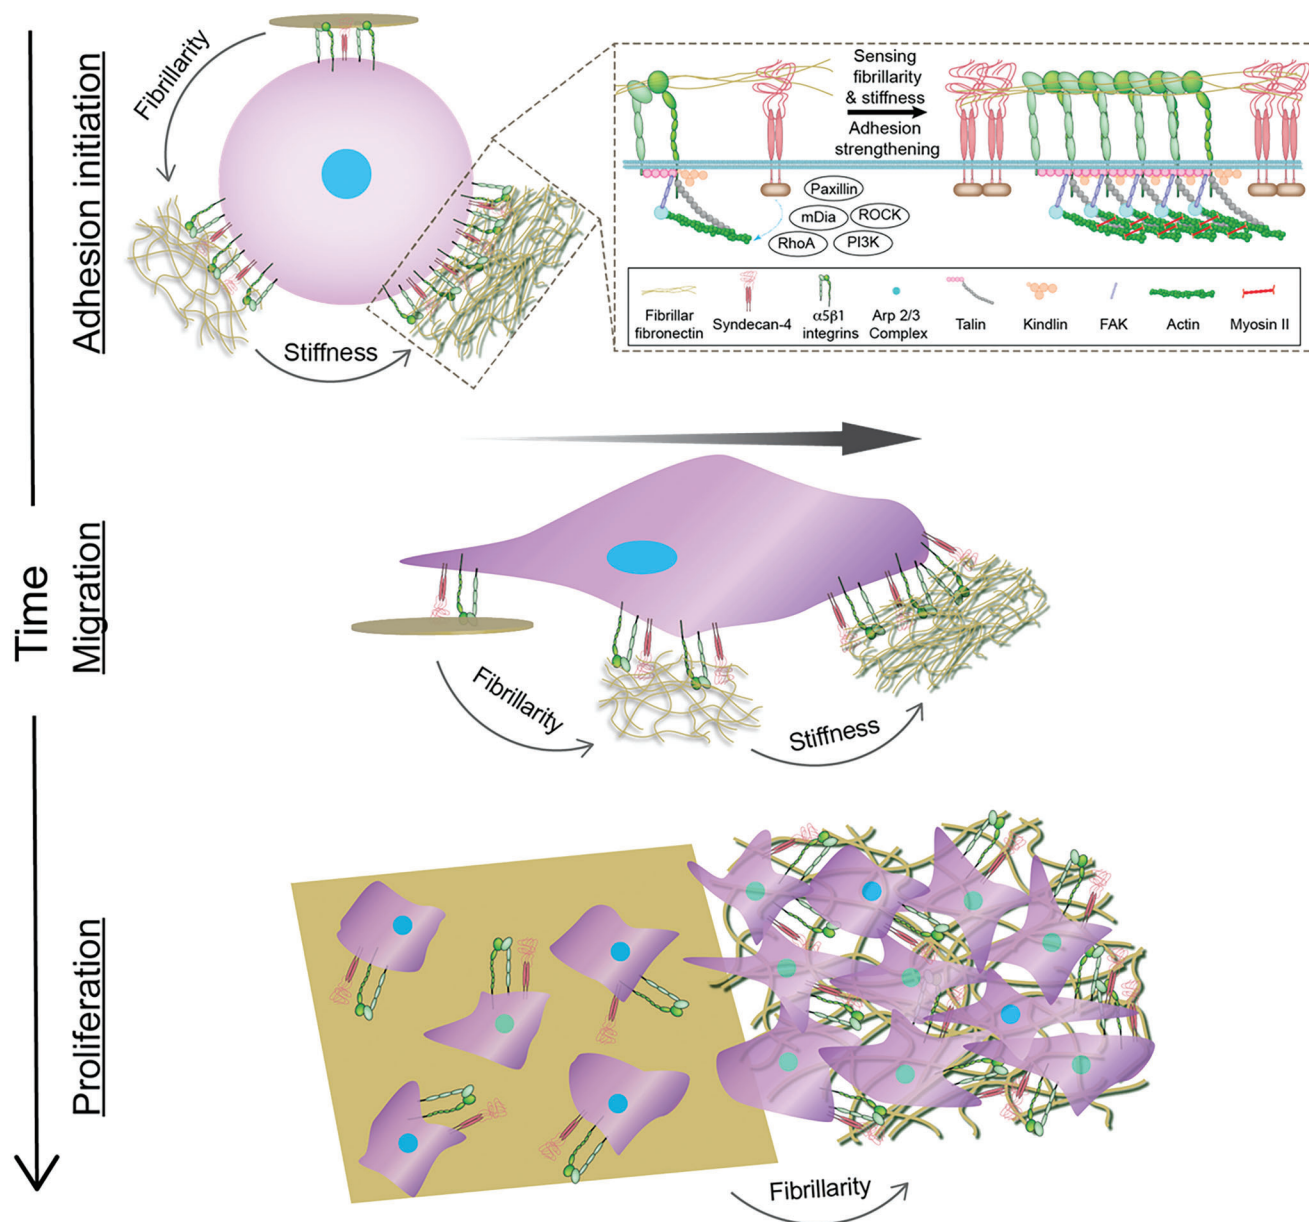 Time
Adhesion initiation
Fibrillarity
Stiffness
Sensing
fibrillarity
& stiffness
Adhesion
strengthening
Paxillin
mDia
ROCK
RhoA
PI3K
Fibrillar
fibronectin
Syndecan-4
α5β1
integrins
Arp 2/3
Complex
Talin
Kindlin
FAK
Actin
Myosin II
Migration
Fibrillarity
Stiffness
Proliferation
Fibrillarity